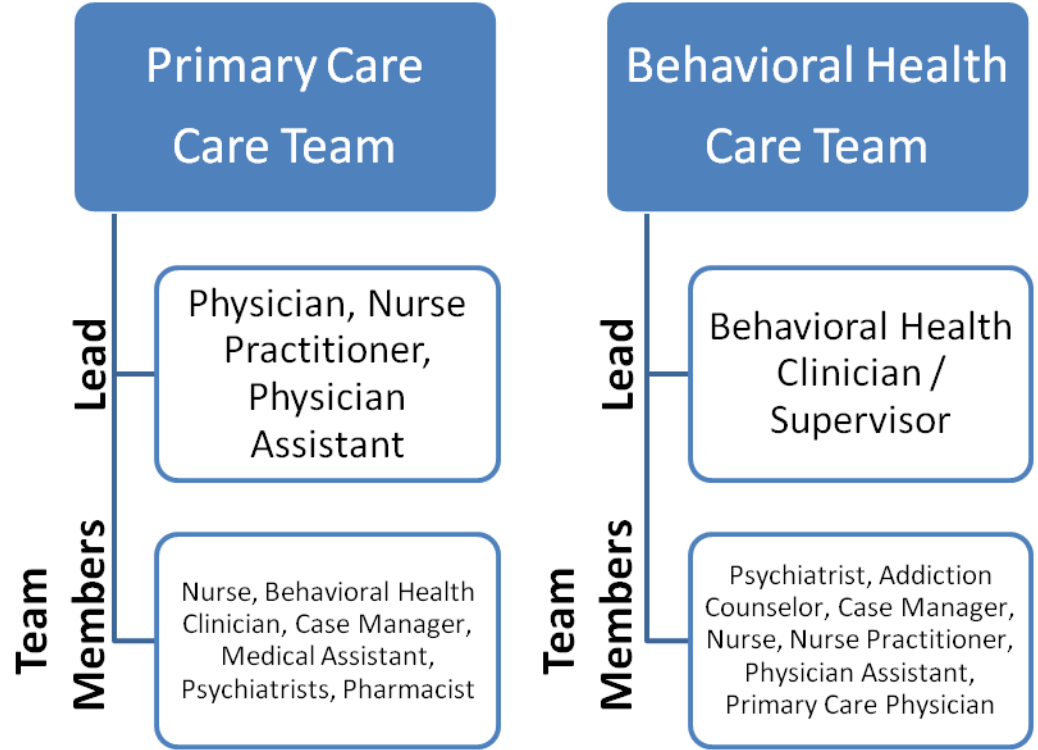 Primary Care
Care Team
Lead
Physician, Nurse
Practitioner,
Physician
Assistant
Team
Members
Nurse, Behavioral Health
Clinician, Case Manager,
Medical Assistant,
Psychiatrists, Pharmacist
Behavioral Health
Care Team
Lead
Behavioral Health
Clinician /
Supervisor
Team
Members
Psychiatrist, Addiction
Counselor, Case Manager,
Nurse, Nurse Practitioner,
Physician Assistant,
Primary Care Physician